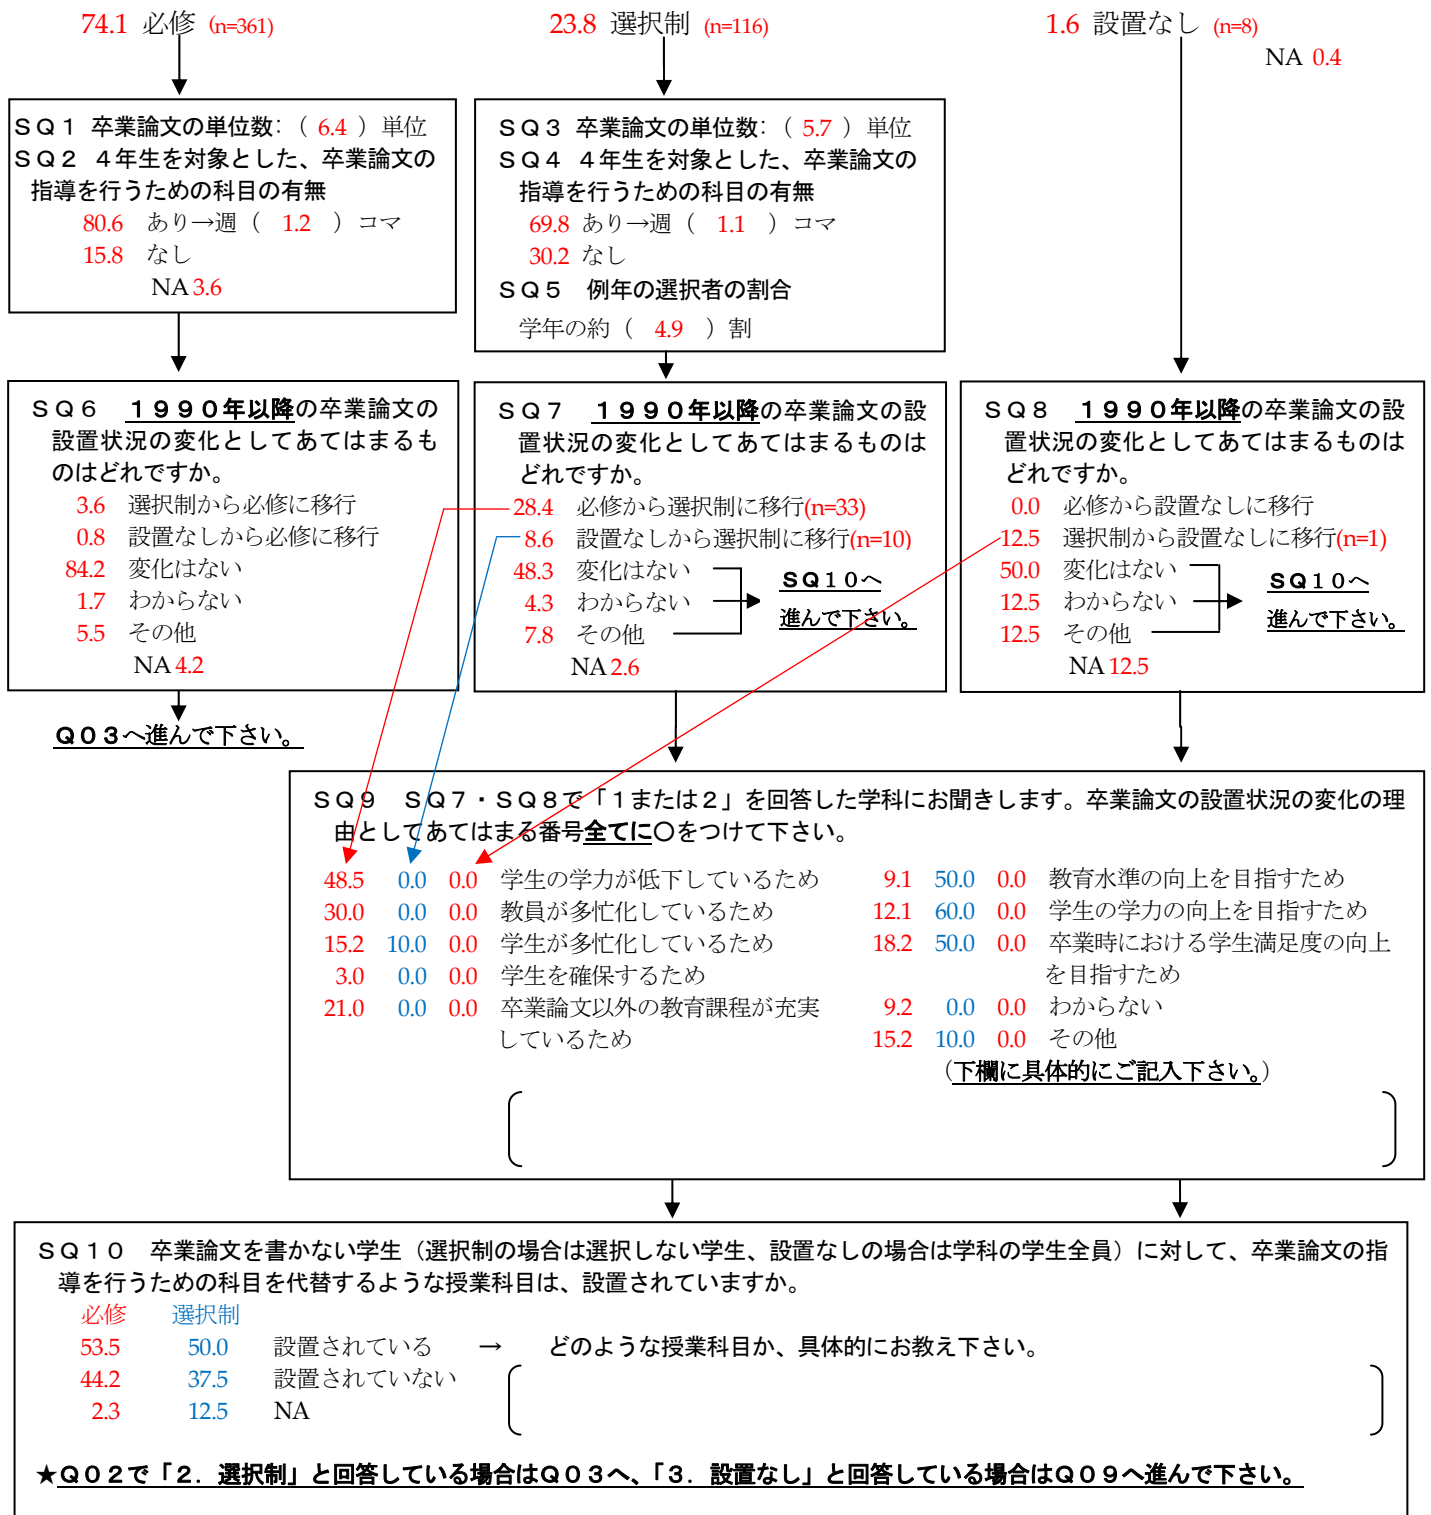 74.1 必修 (n=361)
23.8 選択制 (n=116)
1.6 設置なし (n=8)
NA 0.4
ＳＱ１ 卒業論文の単位数：（ 6.4 ）単位
ＳＱ２ ４年生を対象とした、卒業論文の
指導を行うための科目の有無
80.6 あり→週（ 1.2 ）コマ
15.8 なし
NA 3.6
ＳＱ３ 卒業論文の単位数：（ 5.7 ）単位
ＳＱ４ ４年生を対象とした、卒業論文の
指導を行うための科目の有無
69.8 あり→週（ 1.1 ）コマ
30.2 なし
ＳＱ５ 例年の選択者の割合
学年の約（ 4.9 ）割
ＳＱ６ １９９０年以降の卒業論文の
設置状況の変化としてあてはまるも
のはどれですか。
3.6 選択制から必修に移行
0.8 設置なしから必修に移行
84.2 変化はない
1.7 わからない
5.5 その他
NA 4.2
Ｑ０３へ進んで下さい。
ＳＱ７ １９９０年以降の卒業論文の設
置状況の変化としてあてはまるものは
どれですか。
28.4 必修から選択制に移行(n=33)
8.6 設置なしから選択制に移行(n=10)
48.3 変化はない
4.3 わからない
7.8 その他
NA 2.6
ＳＱ１０へ
進んで下さい。
ＳＱ８ １９９０年以降の卒業論文の設
置状況の変化としてあてはまるものは
どれですか。
0.0 必修から設置なしに移行
12.5 選択制から設置なしに移行(n=1)
50.0 変化はない
12.5 わからない
12.5 その他
NA 12.5
ＳＱ１０へ
進んで下さい。
ＳＱ９ ＳＱ７・ＳＱ８で「１または２」を回答した学科にお聞きします。卒業論文の設置状況の変化の理
由としてあてはまる番号全てに○をつけて下さい。
48.5 0.0 0.0 学生の学力が低下しているため
30.0 0.0 0.0 教員が多忙化しているため
15.2 10.0 0.0 学生が多忙化しているため
3.0 0.0 0.0 学生を確保するため
21.0 0.0 0.0 卒業論文以外の教育課程が充実
しているため
9.1 50.0 0.0 教育水準の向上を目指すため
12.1 60.0 0.0 学生の学力の向上を目指すため
18.2 50.0 0.0 卒業時における学生満足度の向上
を目指すため
9.2 0.0 0.0 わからない
15.2 10.0 0.0 その他
（下欄に具体的にご記入下さい。）
ＳＱ１０ 卒業論文を書かない学生（選択制の場合は選択しない学生、設置なしの場合は学科の学生全員）に対して、卒業論文の指
導を行うための科目を代替するような授業科目は、設置されていますか。
必修 選択制
53.5 50.0 設置されている → どのような授業科目か、具体的にお教え下さい。
44.2 37.5 設置されていない
2.3 12.5 NA
★Ｑ０２で「２．選択制」と回答している場合はＱ０３へ、「３．設置なし」と回答している場合はＱ０９へ進んで下さい。